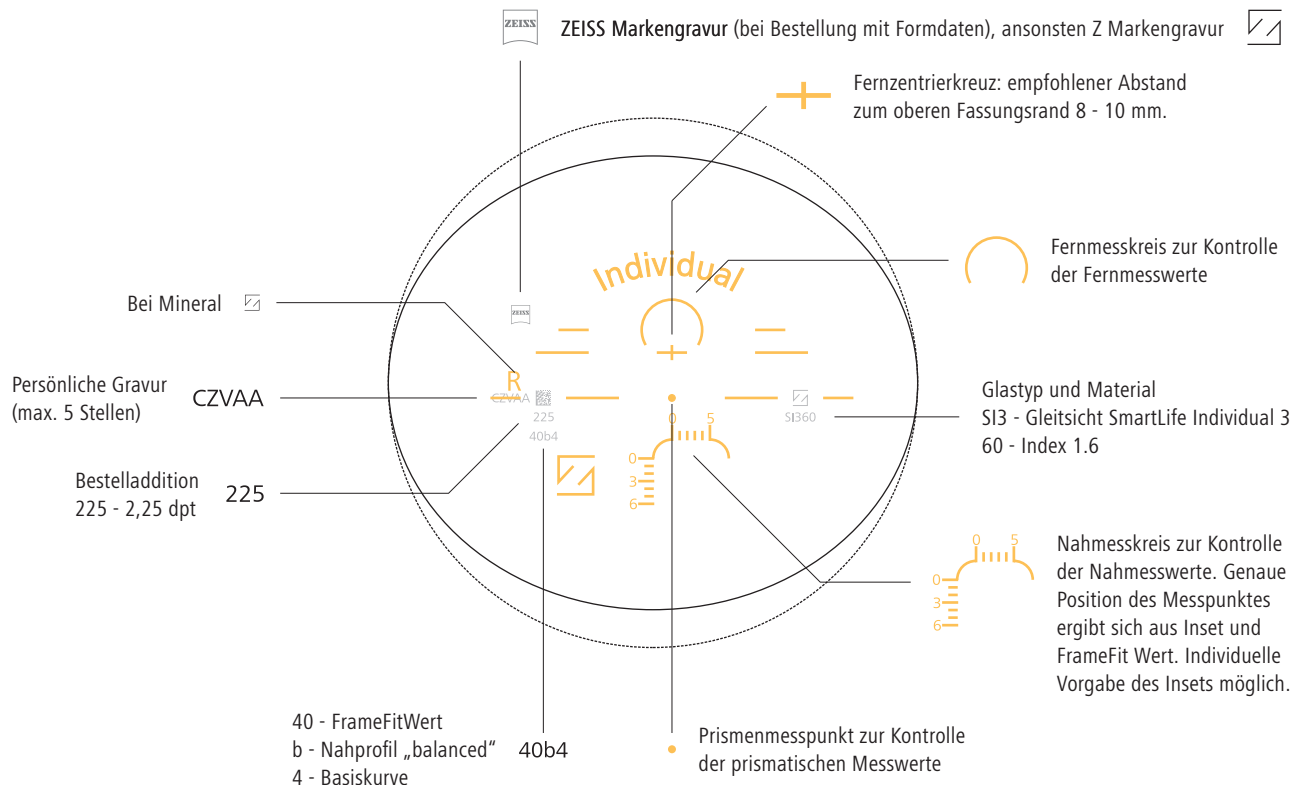 ZEISS
ZEISS Markengravur (bei Bestellung mit Formdaten), ansonsten Z Markengravur
Fernzentrierkreuz: empfohlener Abstand
zum oberen Fassungsrand 8 - 10 mm.
Individual
Fernmesskreis zur Kontrolle
der Fernmesswerte
Bei Mineral
ZEISS
R
Persönliche Gravur
(max. 5 Stellen)
CZVAA
CZVAA
225
40b4
SI360
Glastyp und Material
SI3 - Gleitsicht SmartLife Individual 3
60 - Index 1.6
0 5
0
3
6
Bestelladdition
225 - 2,25 dpt
225
0 5
0
3
6
Nahmesskreis zur Kontrolle
der Nahmesswerte. Genaue
Position des Messpunktes
ergibt sich aus Inset und
FrameFit Wert. Individuelle
Vorgabe des Insets möglich.
40 - FrameFitWert
b - Nahprofil „balanced“
4 - Basiskurve
40b4
Prismenmesspunkt zur Kontrolle
der prismatischen Messwerte